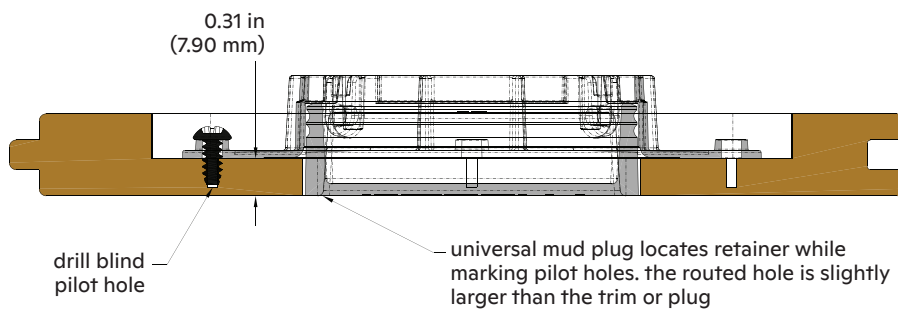 0.31 in
(7.90 mm)
drill blind
pilot hole
universal mud plug locates retainer while
marking pilot holes. the routed hole is slightly
larger than the trim or plug